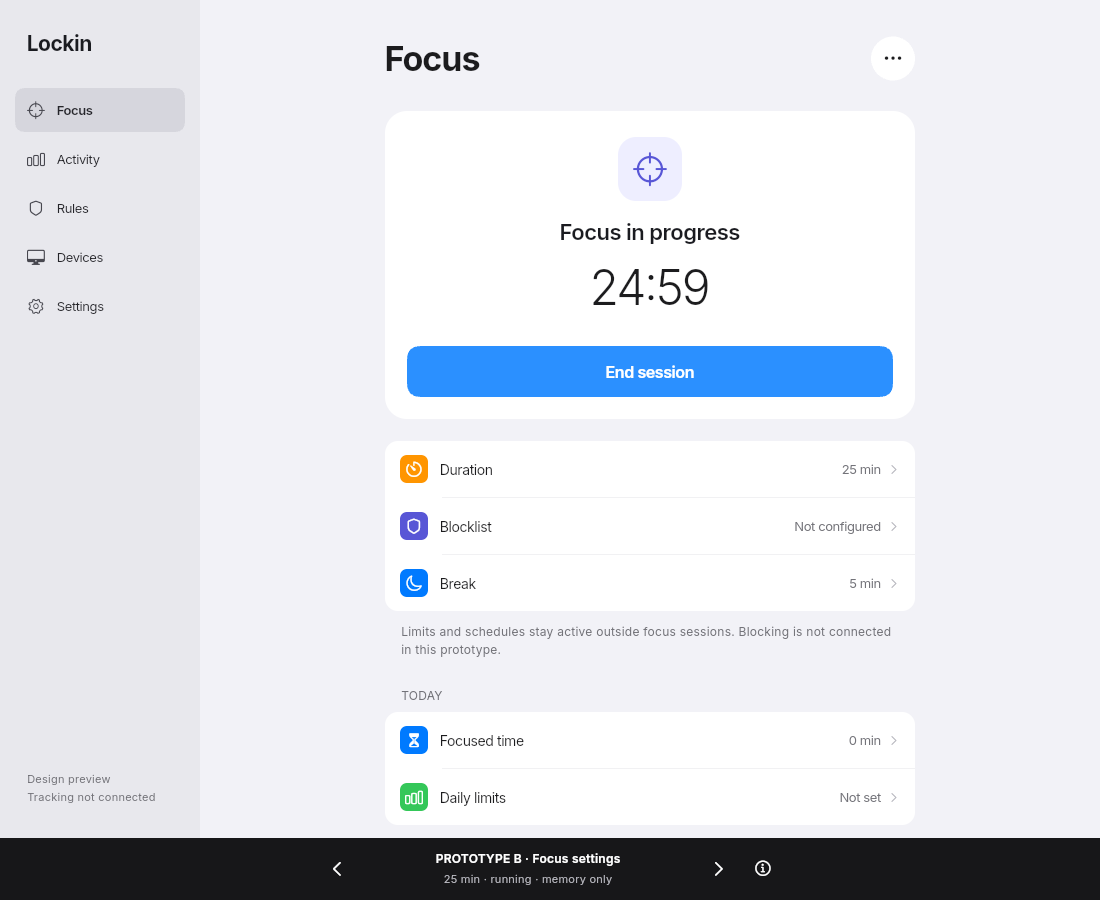 Lockin
Focus
Activity
Rules
Devices
Settings
Design preview
Tracking not connected
Focus
Focus in progress
24:59
End session
Duration
25 min
Blocklist
Not configured
Break
5 min
Limits and schedules stay active outside focus sessions. Blocking is not connected
in this prototype.
TODAY
Focused time
0 min
Daily limits
Not set
PROTOTYPE B · Focus settings
25 min · running · memory only